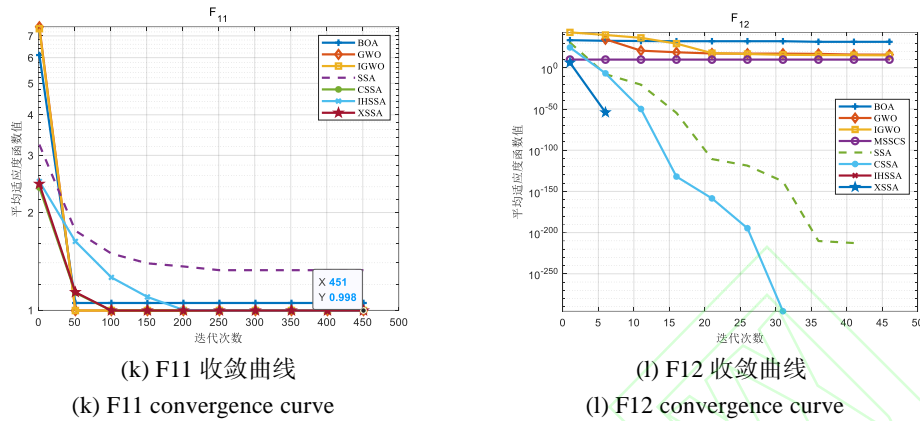 F11
7
6
5
4
3
2
1
平均适应度函数值
BOA
GWO
IGWO
SSA
CSSA
IHSSA
XSSA
X 451
Y 0.998
0 50 100 150 200 250 300 350 400 450 500
迭代次数
(k) F11 收敛曲线
(k) F11 convergence curve
F12
10^0
10^-50
10^-100
10^-150
10^-200
10^-250
平均适应度函数值
BOA
GWO
IGWO
MSSCS
SSA
CSSA
IHSSA
XSSA
0 5 10 15 20 25 30 35 40 45 50
迭代次数
(l) F12 收敛曲线
(l) F12 convergence curve